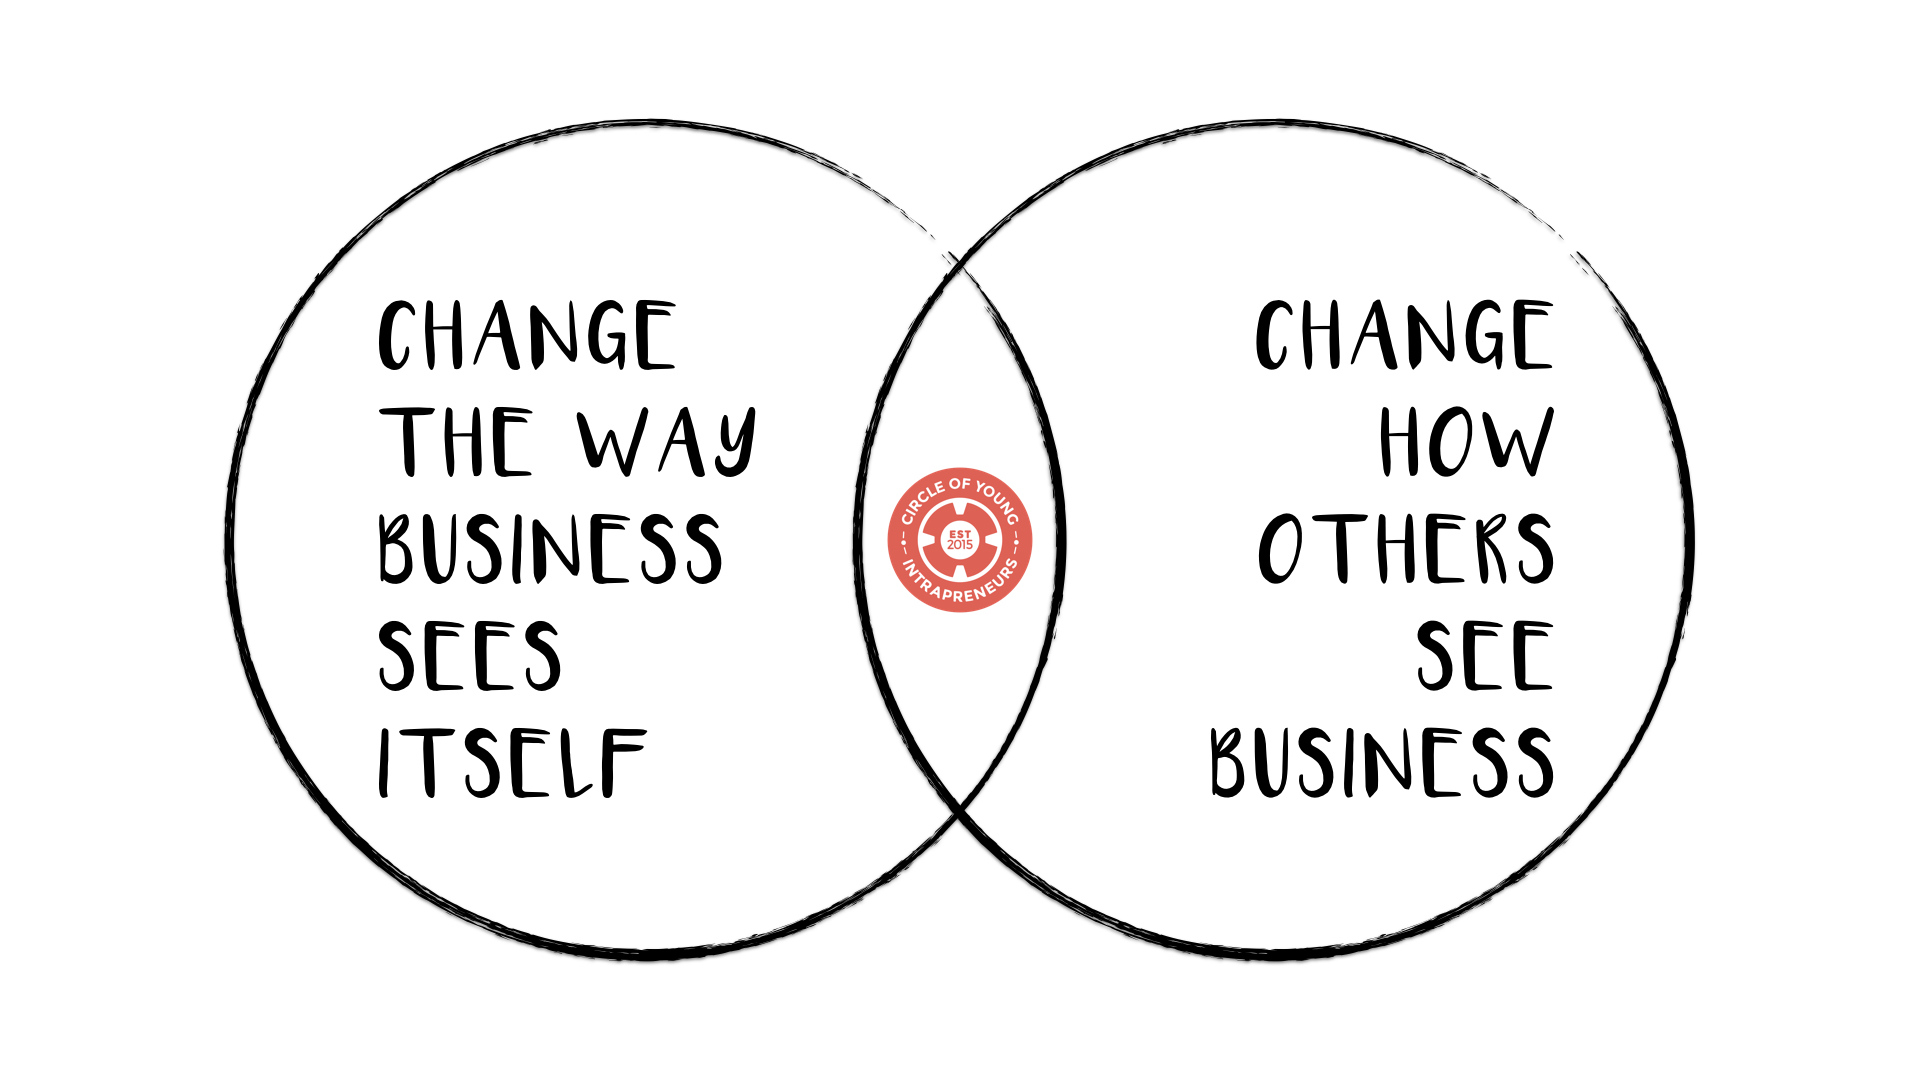 CHANGE
THE WAY
BUSINESS
SEES
ITSELF
CIRCLE OF YOUNG
EST
2015
INTRAPRENEURS
CHANGE
HOW
OTHERS
SEE
BUSINESS